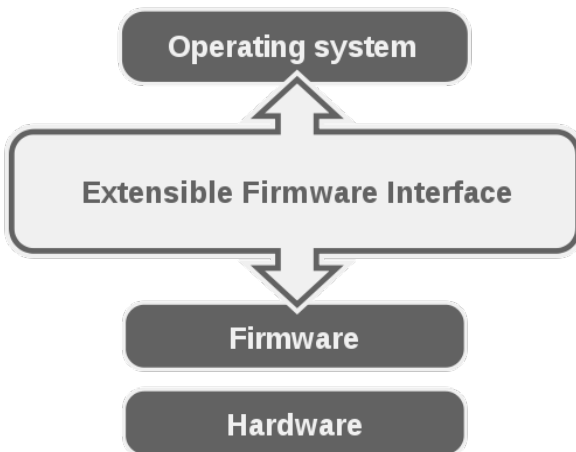 Operating system
Extensible Firmware Interface
Firmware
Hardware